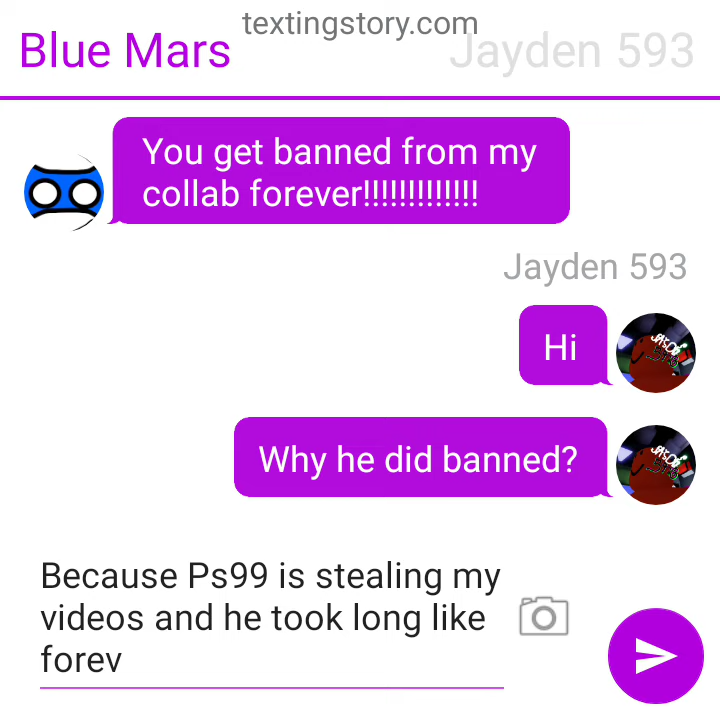 textingstory.com
Blue Mars
Jayden 593
You get banned from my
collab forever!!!!!!!!!!!!!
Jayden 593
Hi
Why he did banned?
Because Ps99 is stealing my
videos and he took long like
forev